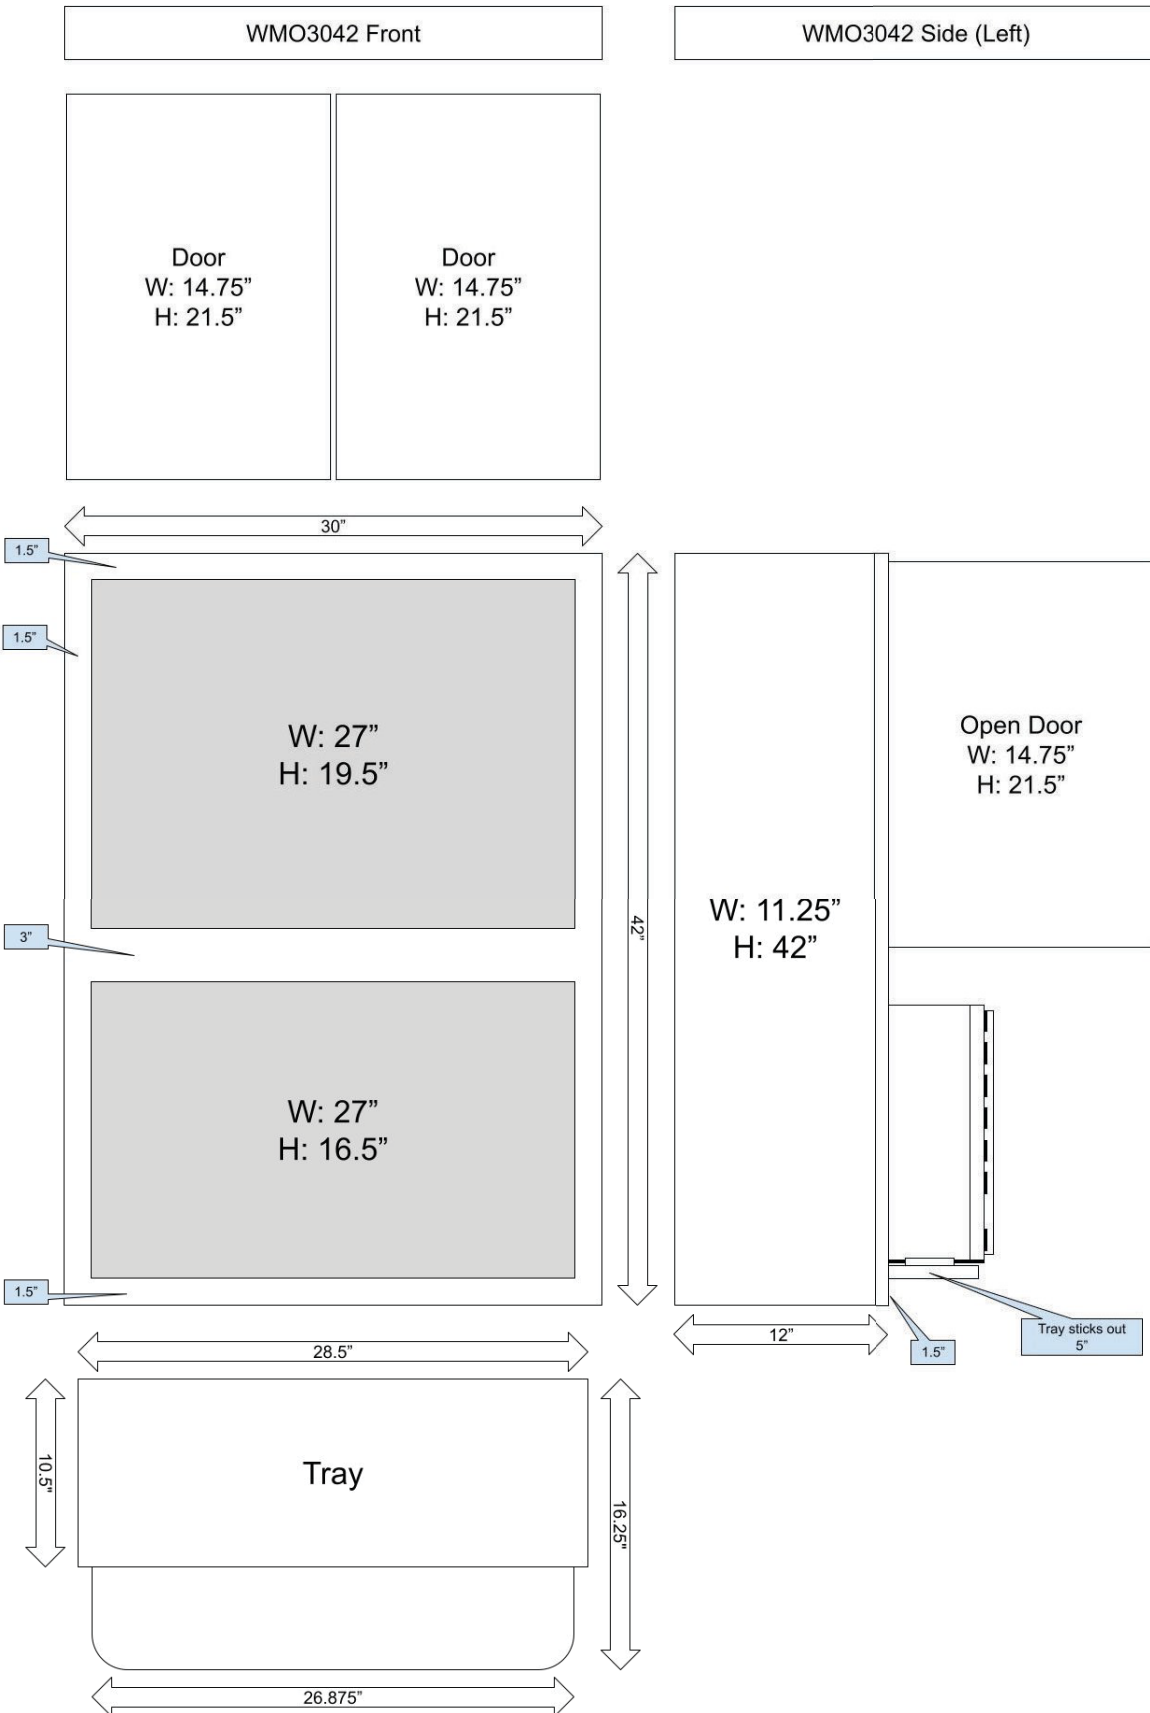 WMO3042 Front
WMO3042 Side (Left)
Door
W: 14.75”
H: 21.5”
Door
W: 14.75”
H: 21.5”
30”
1.5”
1.5”
W: 27”
H: 19.5”
3”
42”
W: 27”
H: 16.5”
1.5”
Open Door
W: 14.75”
H: 21.5”
W: 11.25”
H: 42”
12”
1.5”
Tray sticks out
5”
28.5”
10.5"
Tray
16.25"
26.875”